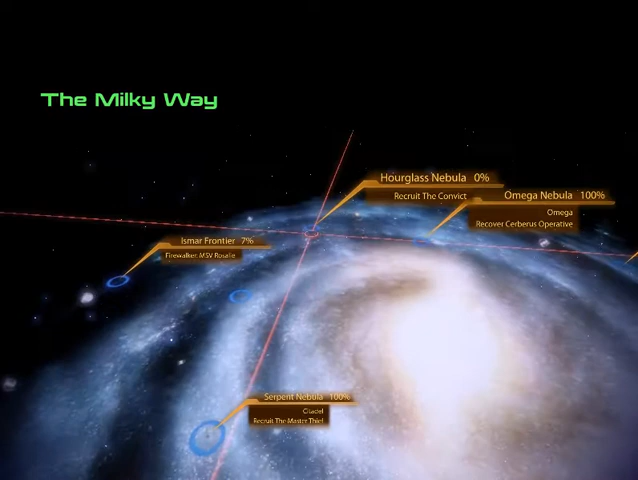 The Milky Way
Hourglass Nebula 0%
Recruit The Convict
Omega Nebula 100%
Omega
Recover Cerberus Operative
Ismar Frontier 7%
Firewalker: MSV Rosalie
Serpent Nebula 100%
Citadel
Recruit The Master Thief